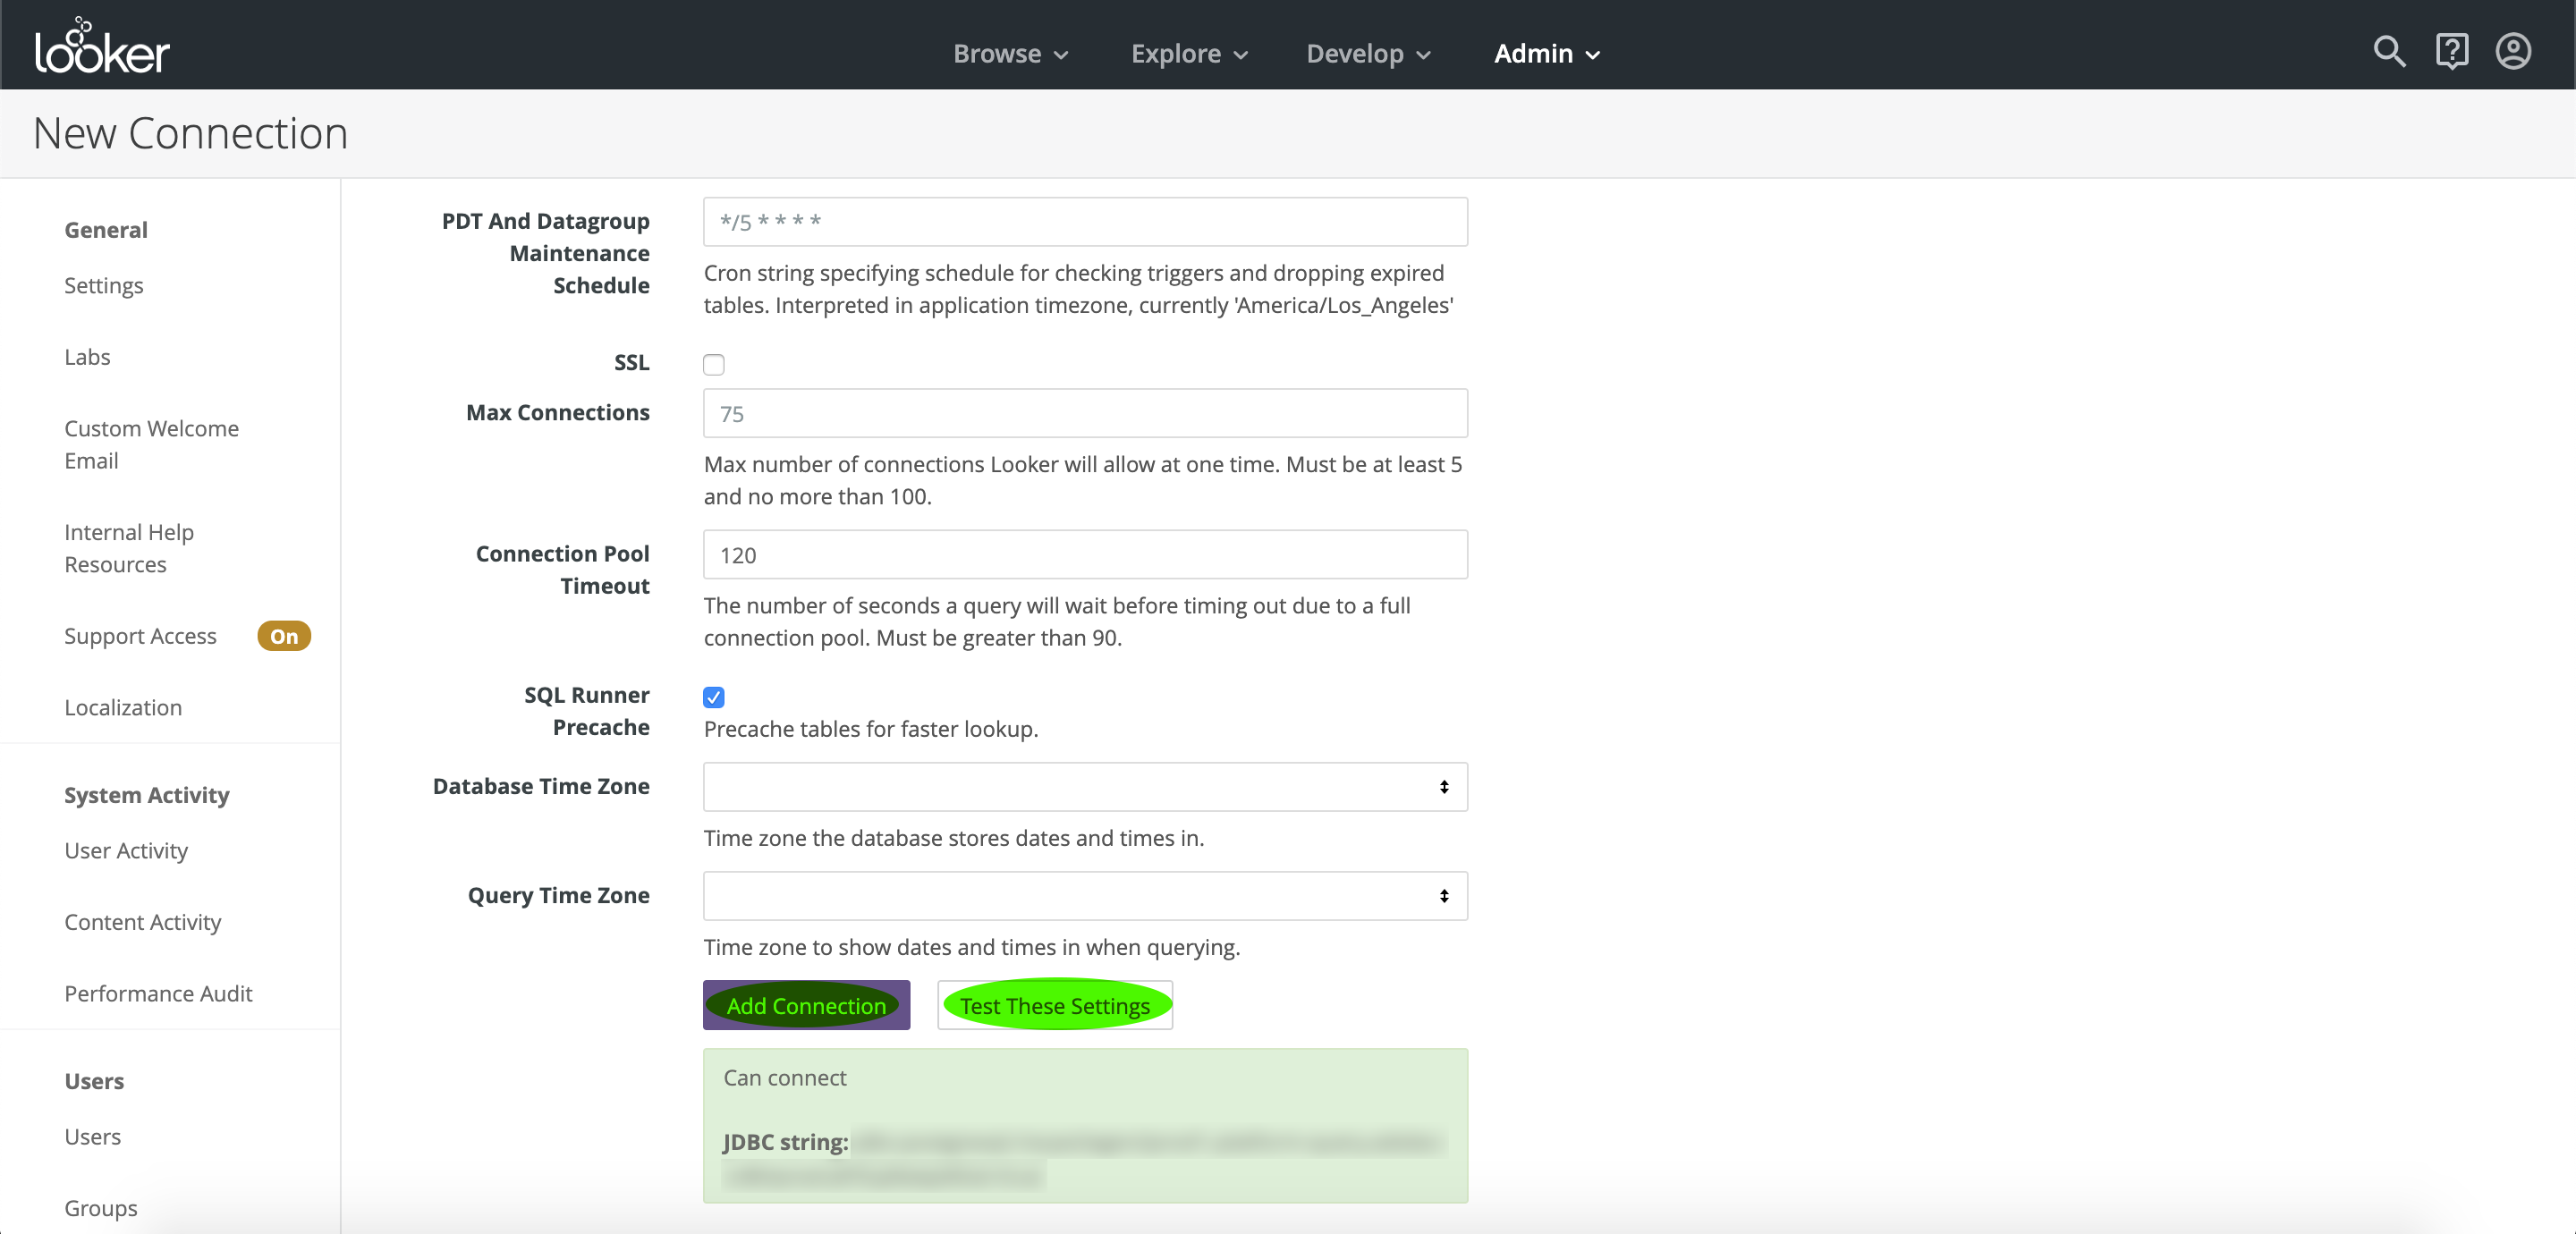 looker
Browse
Explore
Develop
Admin
New Connection
General
Settings
Labs
Custom Welcome
Email
Internal Help
Resources
Support Access
On
Localization
System Activity
User Activity
Content Activity
Performance Audit
Users
Users
Groups
PDT And Datagroup
Maintenance
Schedule
*/5 * * * *
Cron string specifying schedule for checking triggers and dropping expired
tables. Interpreted in application timezone, currently 'America/Los_Angeles'
SSL
Max Connections
75
Max number of connections Looker will allow at one time. Must be at least 5
and no more than 100.
Connection Pool
Timeout
120
The number of seconds a query will wait before timing out due to a full
connection pool. Must be greater than 90.
SQL Runner
Precache
Precache tables for faster lookup.
Database Time Zone
Time zone the database stores dates and times in.
Query Time Zone
Time zone to show dates and times in when querying.
Add Connection
Test These Settings
Can connect
JDBC string: